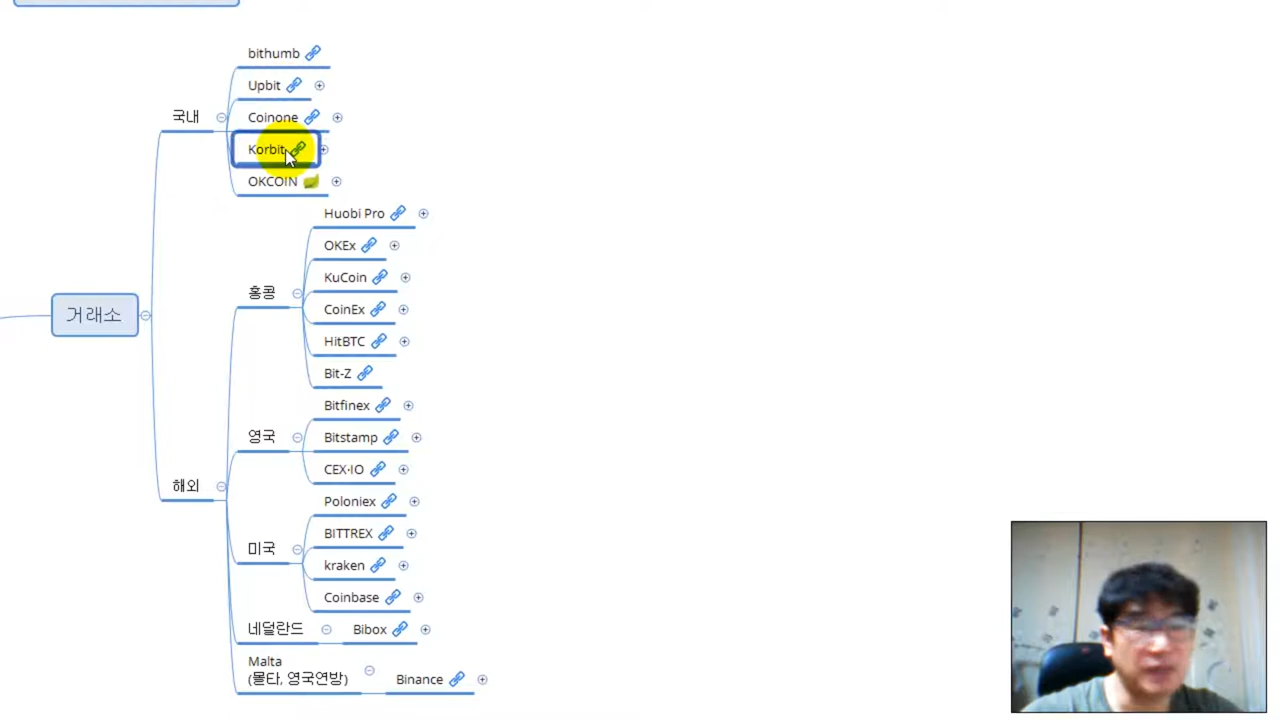 bithumb
Upbit
국내
Coinone
Korbit
OKCOIN
Huobi Pro
OKEx
KuCoin
홍콩
CoinEx
거래소
HitBTC
Bit-Z
Bitfinex
영국
Bitstamp
CEX·IO
해외
Poloniex
BITTREX
미국
kraken
Coinbase
네덜란드
Bibox
Malta
(몰타, 영국연방)
Binance